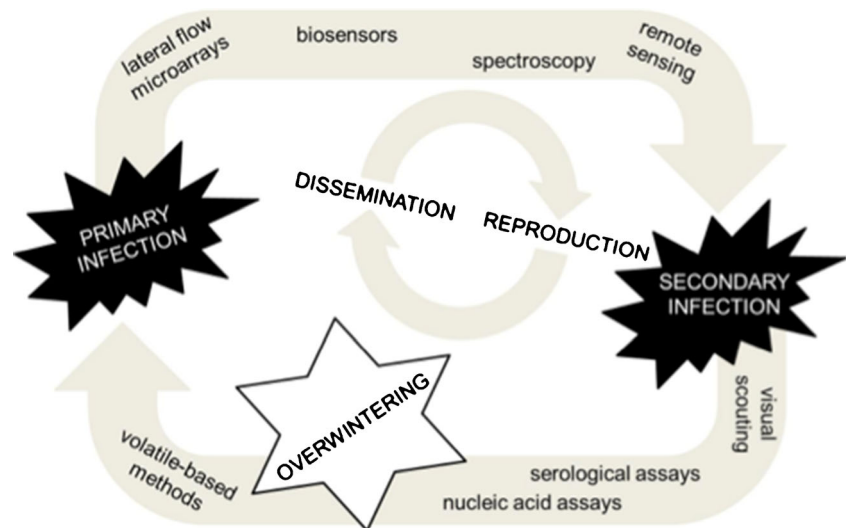 lateral flow
microarrays
biosensors
spectroscopy
remote
sensing
DISSEMINATION
REPRODUCTION
PRIMARY
INFECTION
SECONDARY
INFECTION
OVERWINTERING
visual
scouting
volatile-based
methods
serological assays
nucleic acid assays